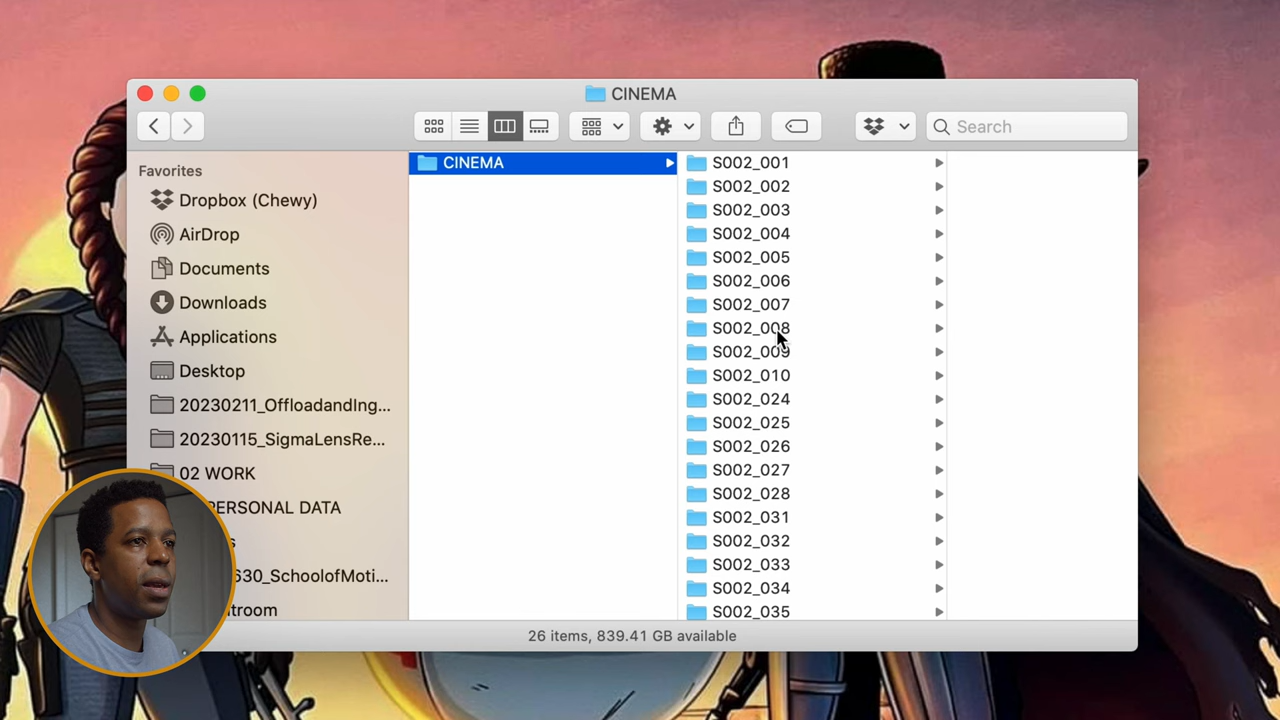 CINEMA
Search
Favorites
Dropbox (Chewy)
AirDrop
Documents
Downloads
Applications
Desktop
20230211_OffloadandIng...
20230115_SigmaLensRe...
02 WORK
PERSONAL DATA
s
630_SchoolofMoti...
troom
CINEMA
S002_001
S002_002
S002_003
S002_004
S002_005
S002_006
S002_007
S002_008
S002_009
S002_010
S002_024
S002_025
S002_026
S002_027
S002_028
S002_031
S002_032
S002_033
S002_034
S002_035
26 items, 839.41 GB available